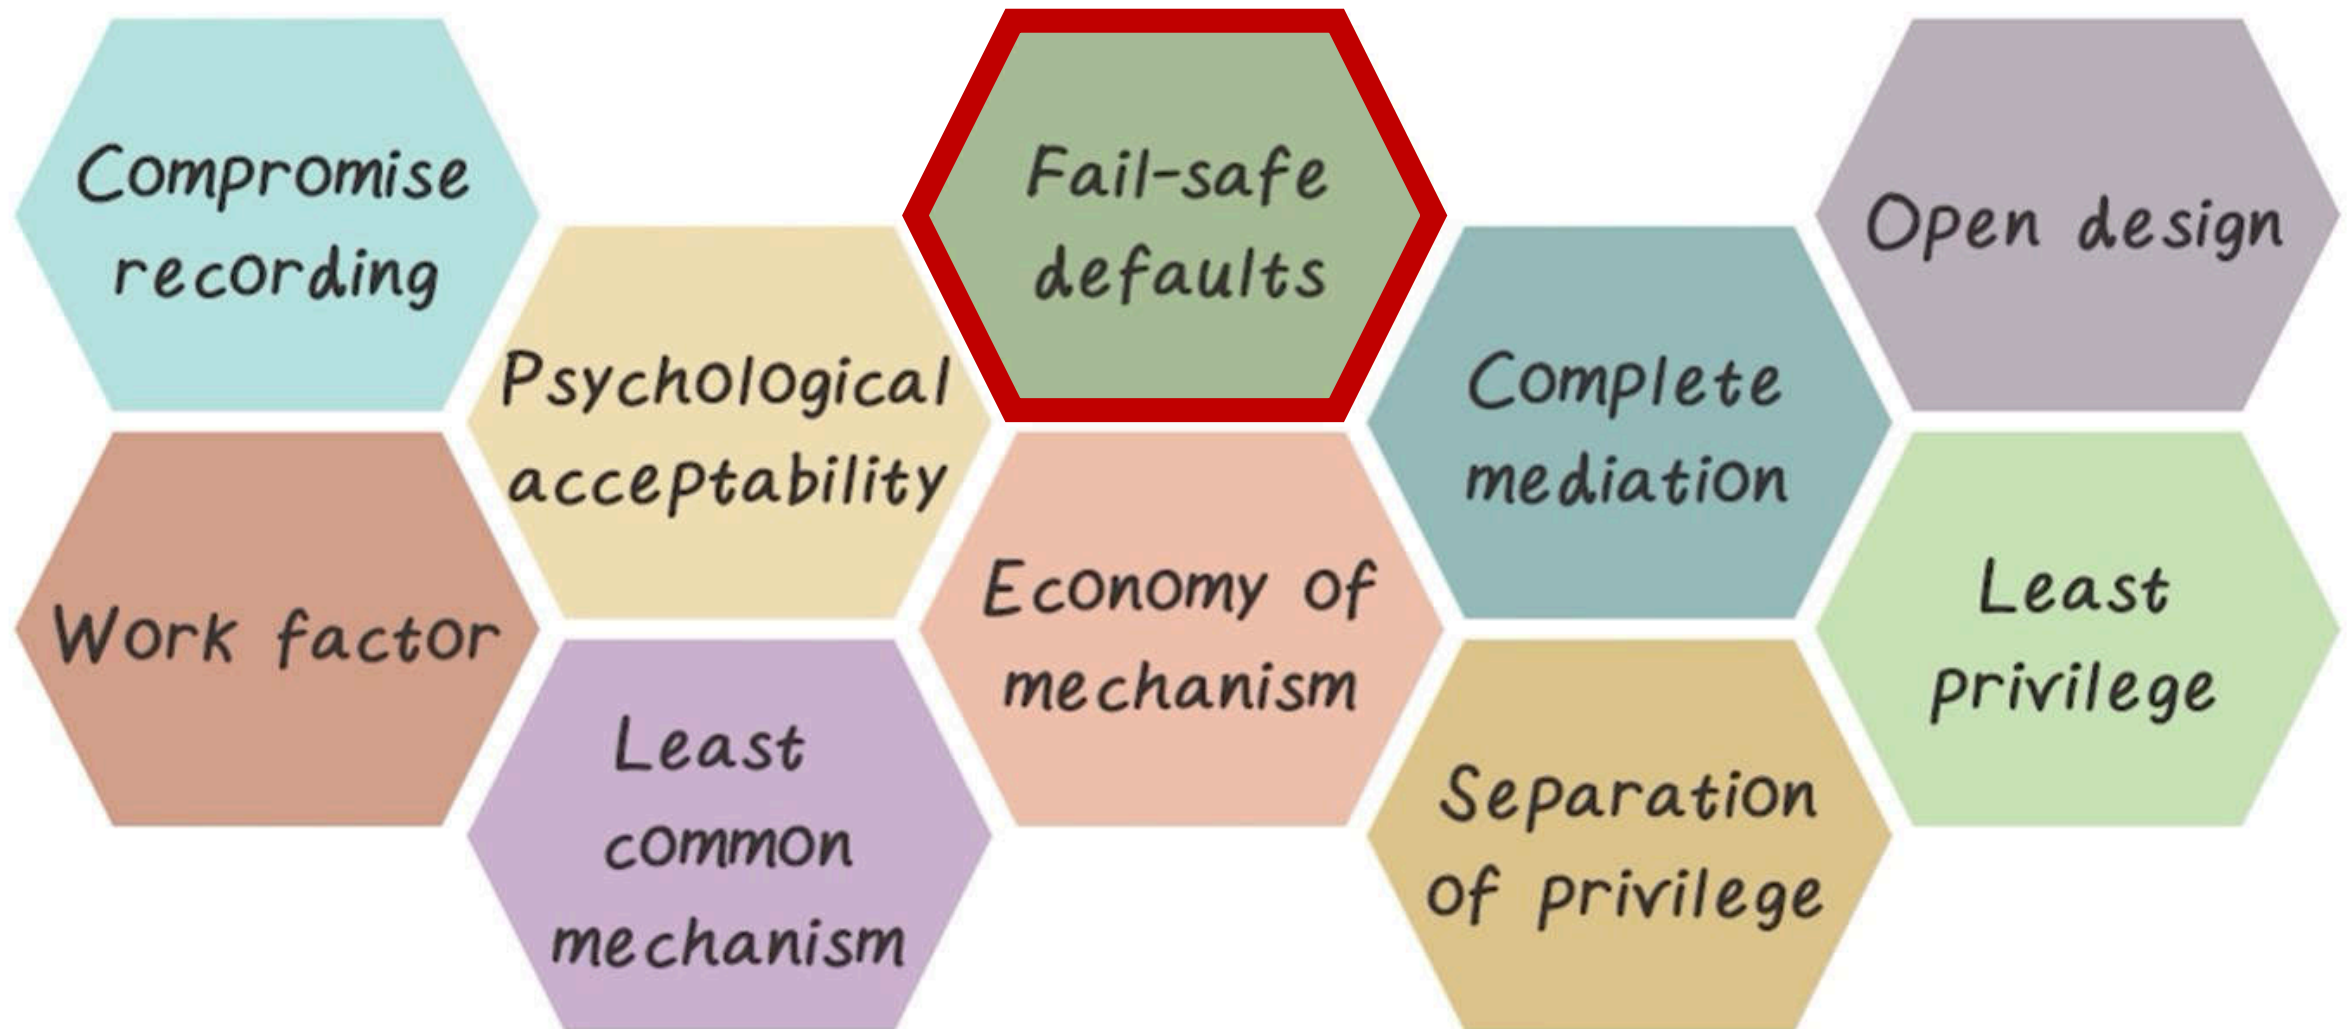 Compromise
recording
Fail-safe
defaults
Open design
Psychological
acceptability
Complete
mediation
Work factor
Economy of
mechanism
Least
privilege
Least
common
mechanism
Separation
of privilege